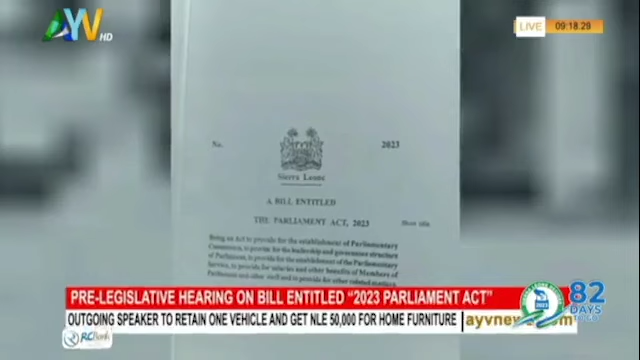 AYV HD
LIVE
09.18.29
No.
2023
Sierra Leone
A BILL ENTITLED
THE PARLIAMENT ACT, 2023
Short title
Being an Act to provide for the establishment of Parliamentary
Commission, to provide for the leadership and governance structure
of Parliament, to provide for the establishment of the Parliamentary
Service, to provide for salaries and other benefits of Members of
Parliament and other staff and to provide for other related matters
PRE-LEGISLATIVE HEARING ON BILL ENTITLED “2023 PARLIAMENT ACT”
OUTGOING SPEAKER TO RETAIN ONE VEHICLE AND GET NLE 50,000 FOR HOME FURNITURE
2023
82
DAYS
TO GO
RCBank